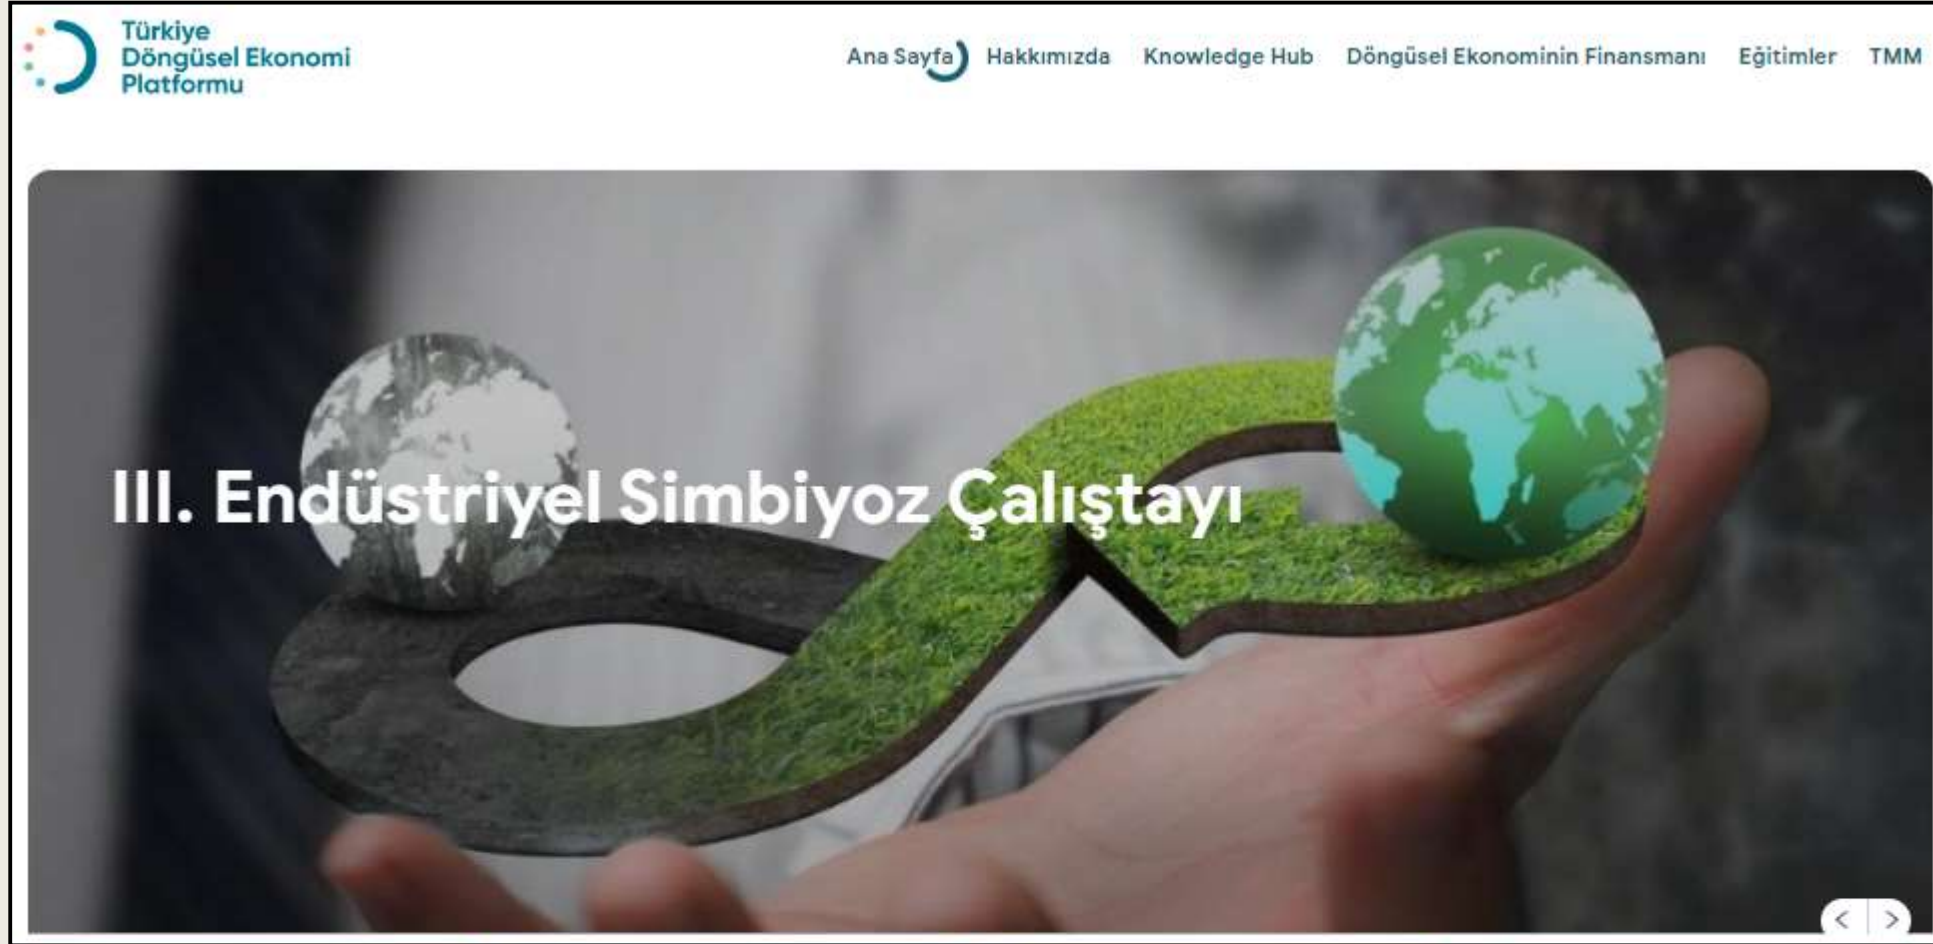 Türkiye
Döngüsel Ekonomi
Platformu
Ana Sayfa Hakkımızda Knowledge Hub Döngüsel Ekonominin Finansmanı Eğitimler TMM
III. Endüstriyel Simbiyoz Çalıştayı